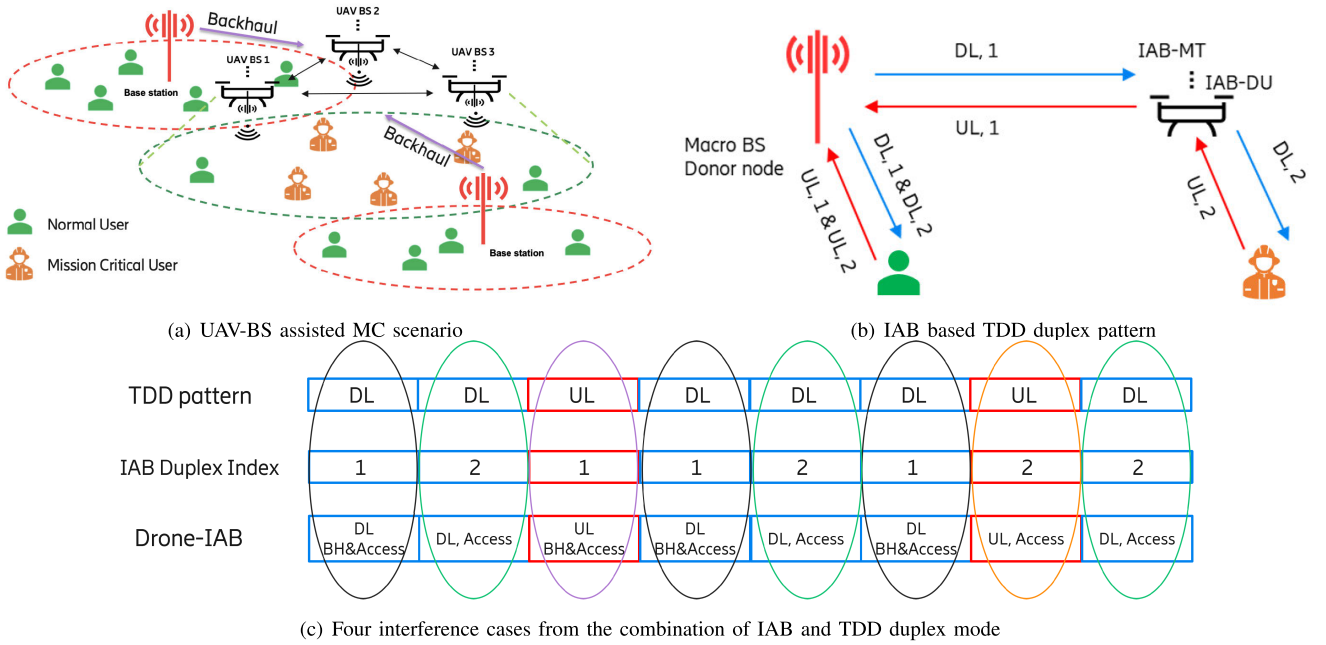 Backhaul
UAV BS 2
UAV BS 1
UAV BS 3
Base station
Backhaul
Base station
Normal User
Mission Critical User
(a) UAV-BS assisted MC scenario
DL, 1
IAB-MT
IAB-DU
UL, 1
Macro BS
Donor node
DL, 1 & DL, 2
UL, 1 & UL, 2
DL, 2
UL, 2
(b) IAB based TDD duplex pattern
TDD pattern DL DL UL DL DL DL UL DL
IAB Duplex Index 1 2 1 1 2 1 2 2
Drone-IAB
DL
BH&Access
DL, Access
UL
BH&Access
DL
BH&Access
DL, Access
DL
BH&Access
UL, Access
DL, Access
(c) Four interference cases from the combination of IAB and TDD duplex mode